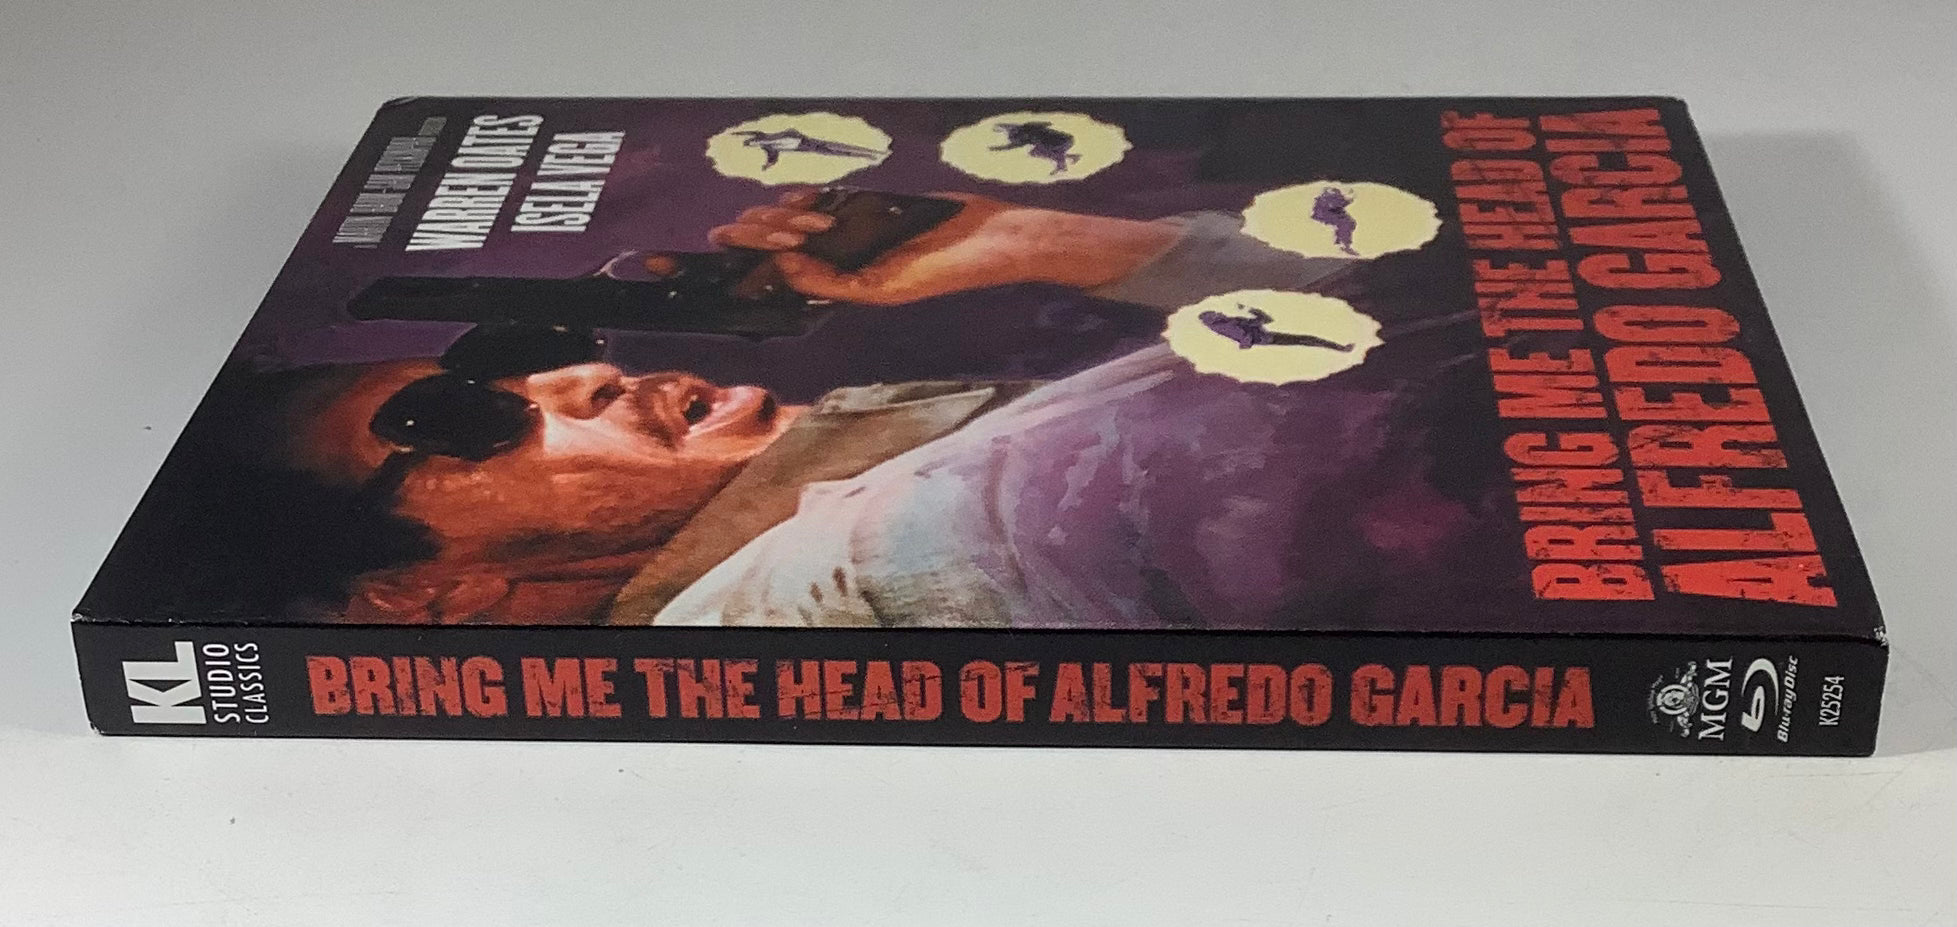 WARREN OATES
ISELA VEGA
BRING ME THE HEAD OF
ALFREDO GARCIA
KL
STUDIO
CLASSICS
BRING ME THE HEAD OF ALFREDO GARCIA
MGM
Blu-ray Disc
K25254